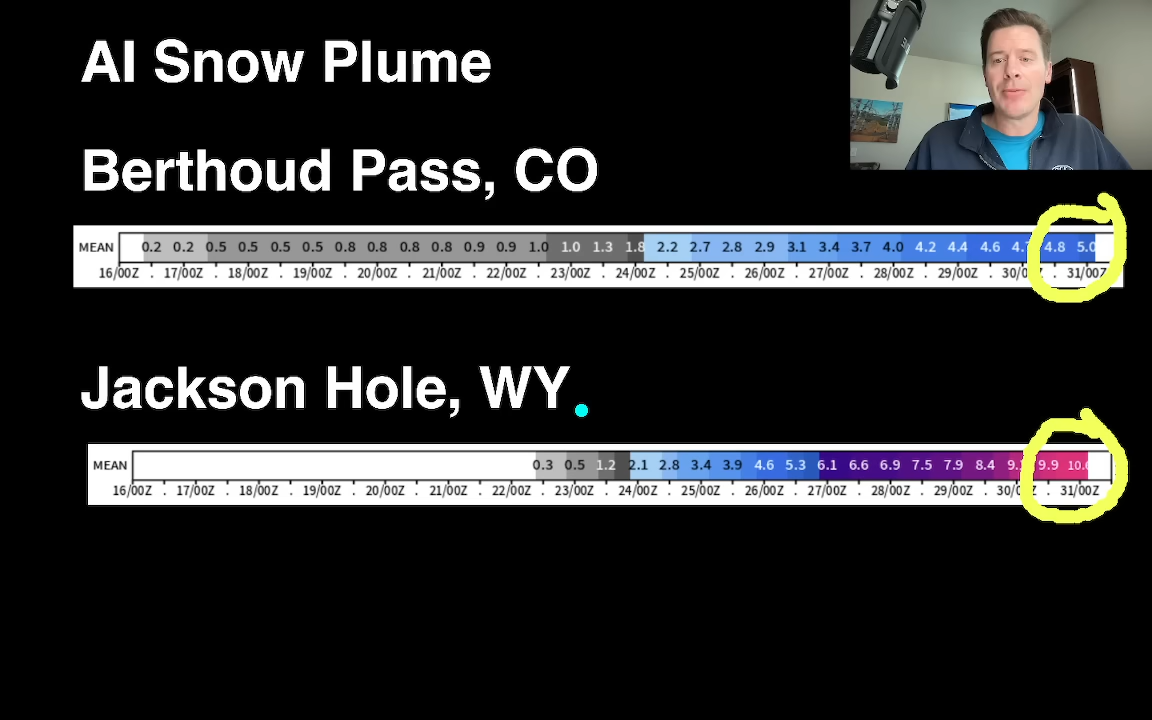 AI Snow Plume
Berthoud Pass, CO
MEAN 0.2 0.2 0.5 0.5 0.5 0.5 0.8 0.8 0.8 0.8 0.9 0.9 1.0 1.0 1.3 1.8 2.2 2.7 2.8 2.9 3.1 3.4 3.7 4.0 4.2 4.4 4.6 4.8 5.0
16/00Z . 17/00Z . 18/00Z . 19/00Z . 20/00Z . 21/00Z . 22/00Z . 23/00Z . 24/00Z . 25/00Z . 26/00Z . 27/00Z . 28/00Z . 29/00Z . 30/00Z . 31/00Z
Jackson Hole, WY
MEAN 0.3 0.5 1.2 2.1 2.8 3.4 3.9 4.6 5.3 6.1 6.6 6.9 7.5 7.9 8.4 9.9 10.6
16/00Z . 17/00Z . 18/00Z . 19/00Z . 20/00Z . 21/00Z . 22/00Z . 23/00Z . 24/00Z . 25/00Z . 26/00Z . 27/00Z . 28/00Z . 29/00Z . 30/00Z . 31/00Z